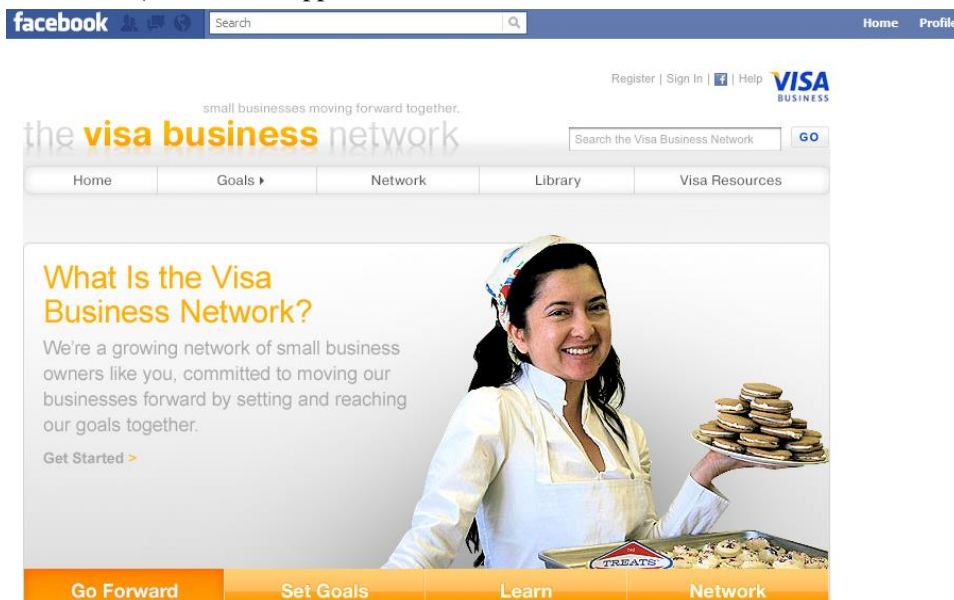 facebook Search Home Profile
Register | Sign In | Help VISA
BUSINESS
small businesses moving forward together.
the visa business network
Search the Visa Business Network GO
Home Goals Network Library Visa Resources
What Is the Visa
Business Network?
We're a growing network of small business
owners like you, committed to moving our
businesses forward by setting and reaching
our goals together.
Get Started >
TREATS
Go Forward Set Goals Learn Network